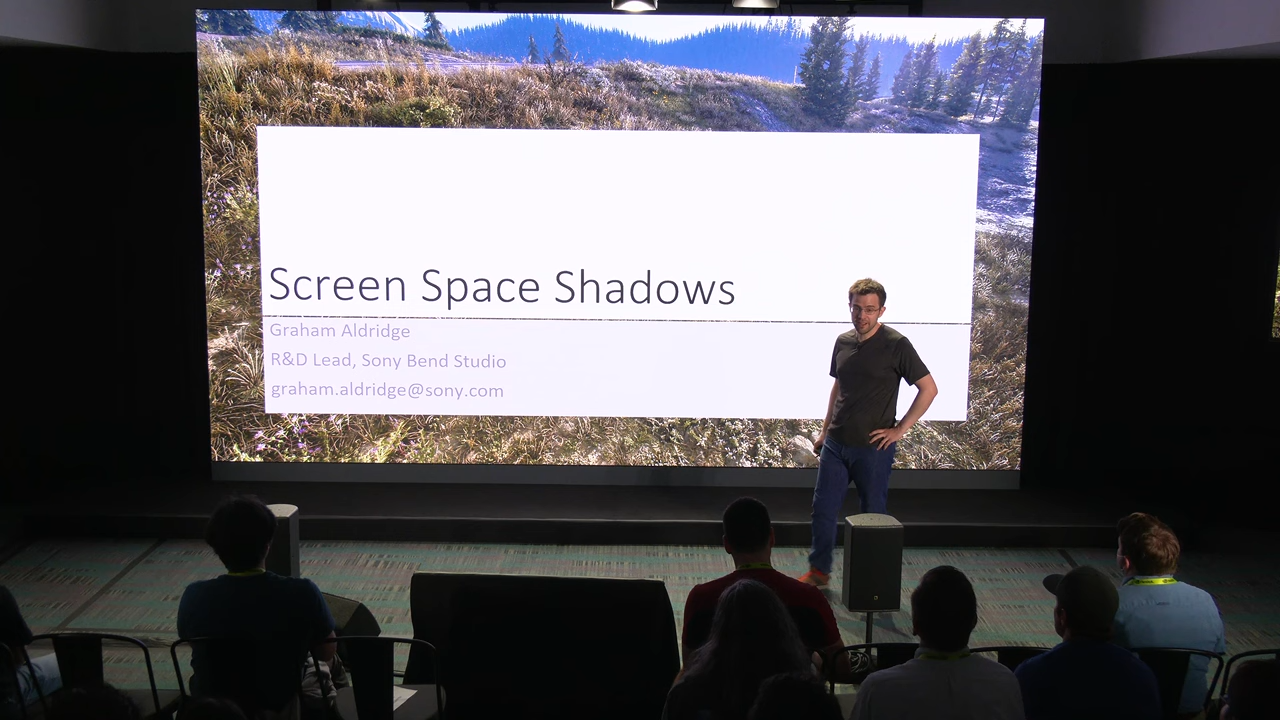 Screen Space Shadows
Graham Aldridge
R&D Lead, Sony Bend Studio
graham.aldridge@sony.com